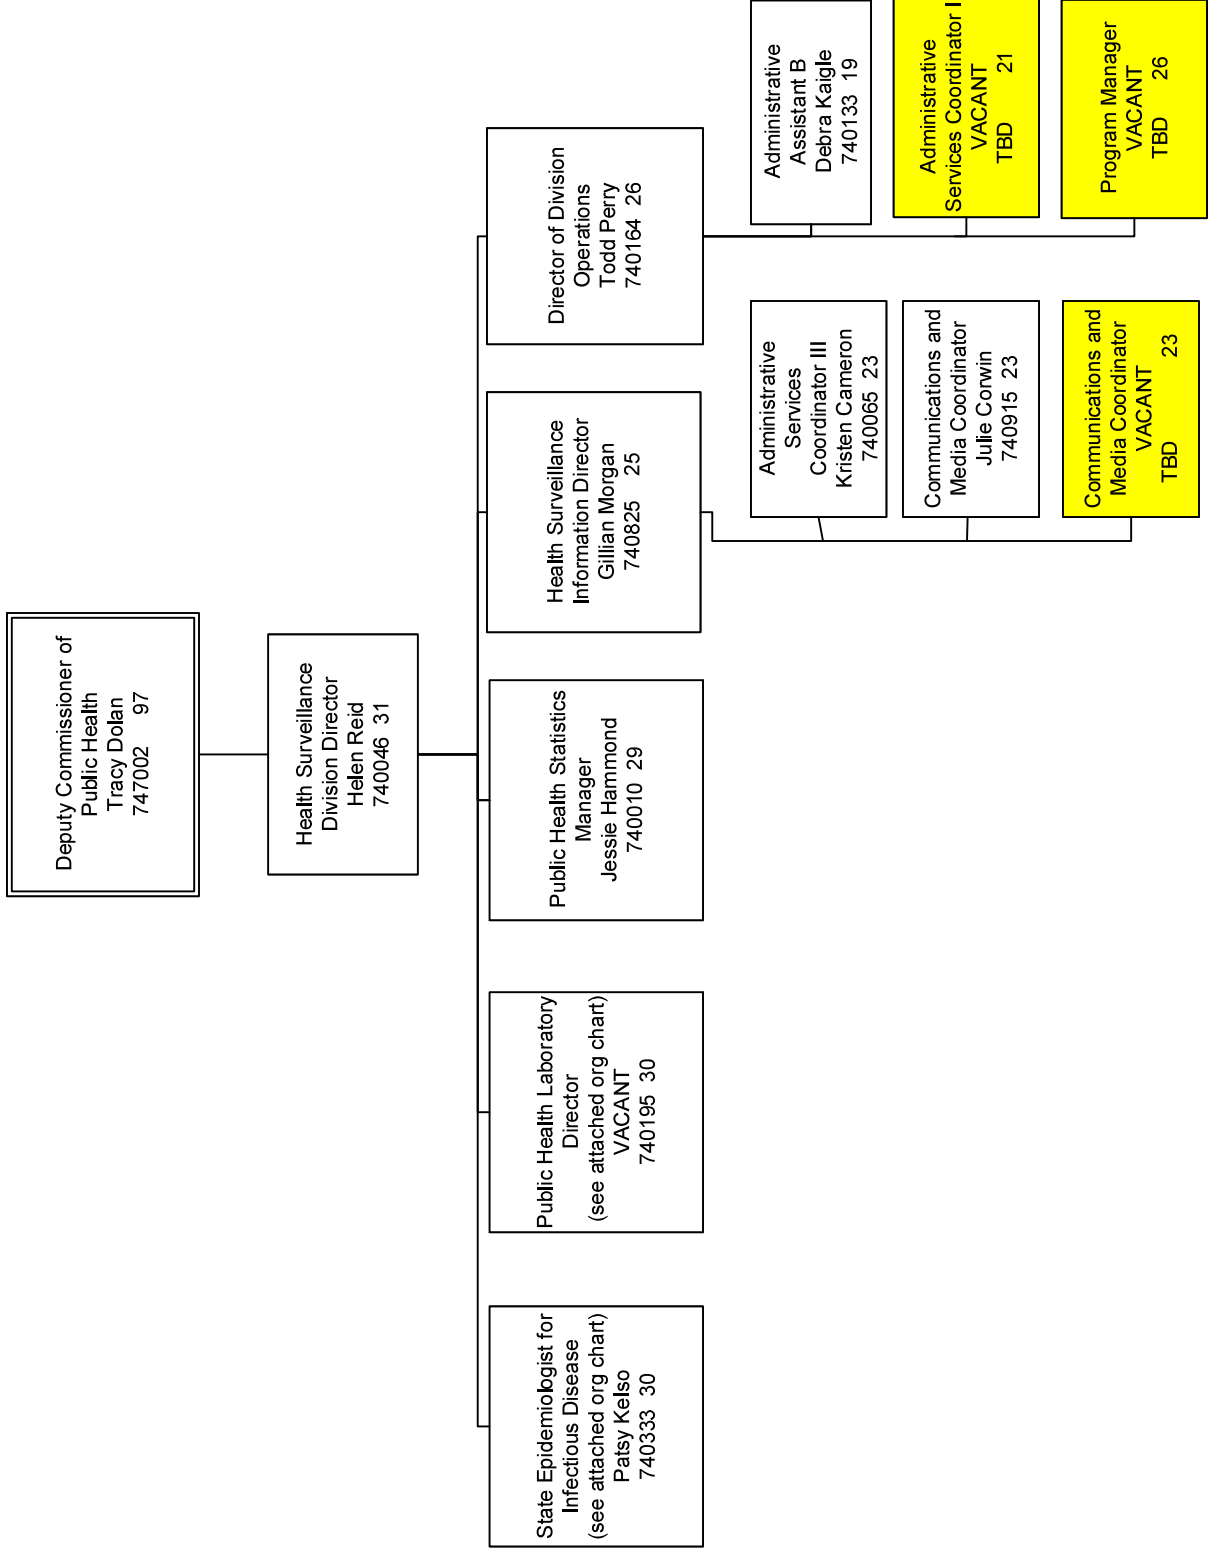 Deputy Commissioner of
Public Health
Tracy Dolan
747002 97
Health Surveillance
Division Director
Helen Reid
740046 31
State Epidemiologist for
Infectious Disease
(see attached org chart)
Patsy Kelso
740333 30
Public Health Laboratory
Director
(see attached org chart)
VACANT
740195 30
Public Health Statistics
Manager
Jessie Hammond
740010 29
Health Surveillance
Information Director
Gillian Morgan
740825 25
Director of Division
Operations
Todd Perry
740164 26
Administrative
Services
Coordinator III
Kristen Cameron
740065 23
Communications and
Media Coordinator
Julie Corwin
740915 23
Communications and
Media Coordinator
VACANT
TBD 23
Administrative
Assistant B
Debra Kaigle
740133 19
Administrative
Services Coordinator I
VACANT
TBD 21
Program Manager
VACANT
TBD 26